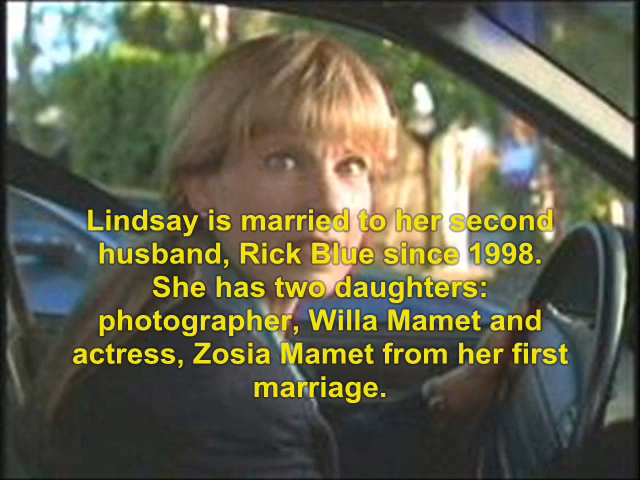 Lindsay is married to her second
husband, Rick Blue since 1998.
She has two daughters:
photographer, Willa Mamet and
actress, Zosia Mamet from her first
marriage.